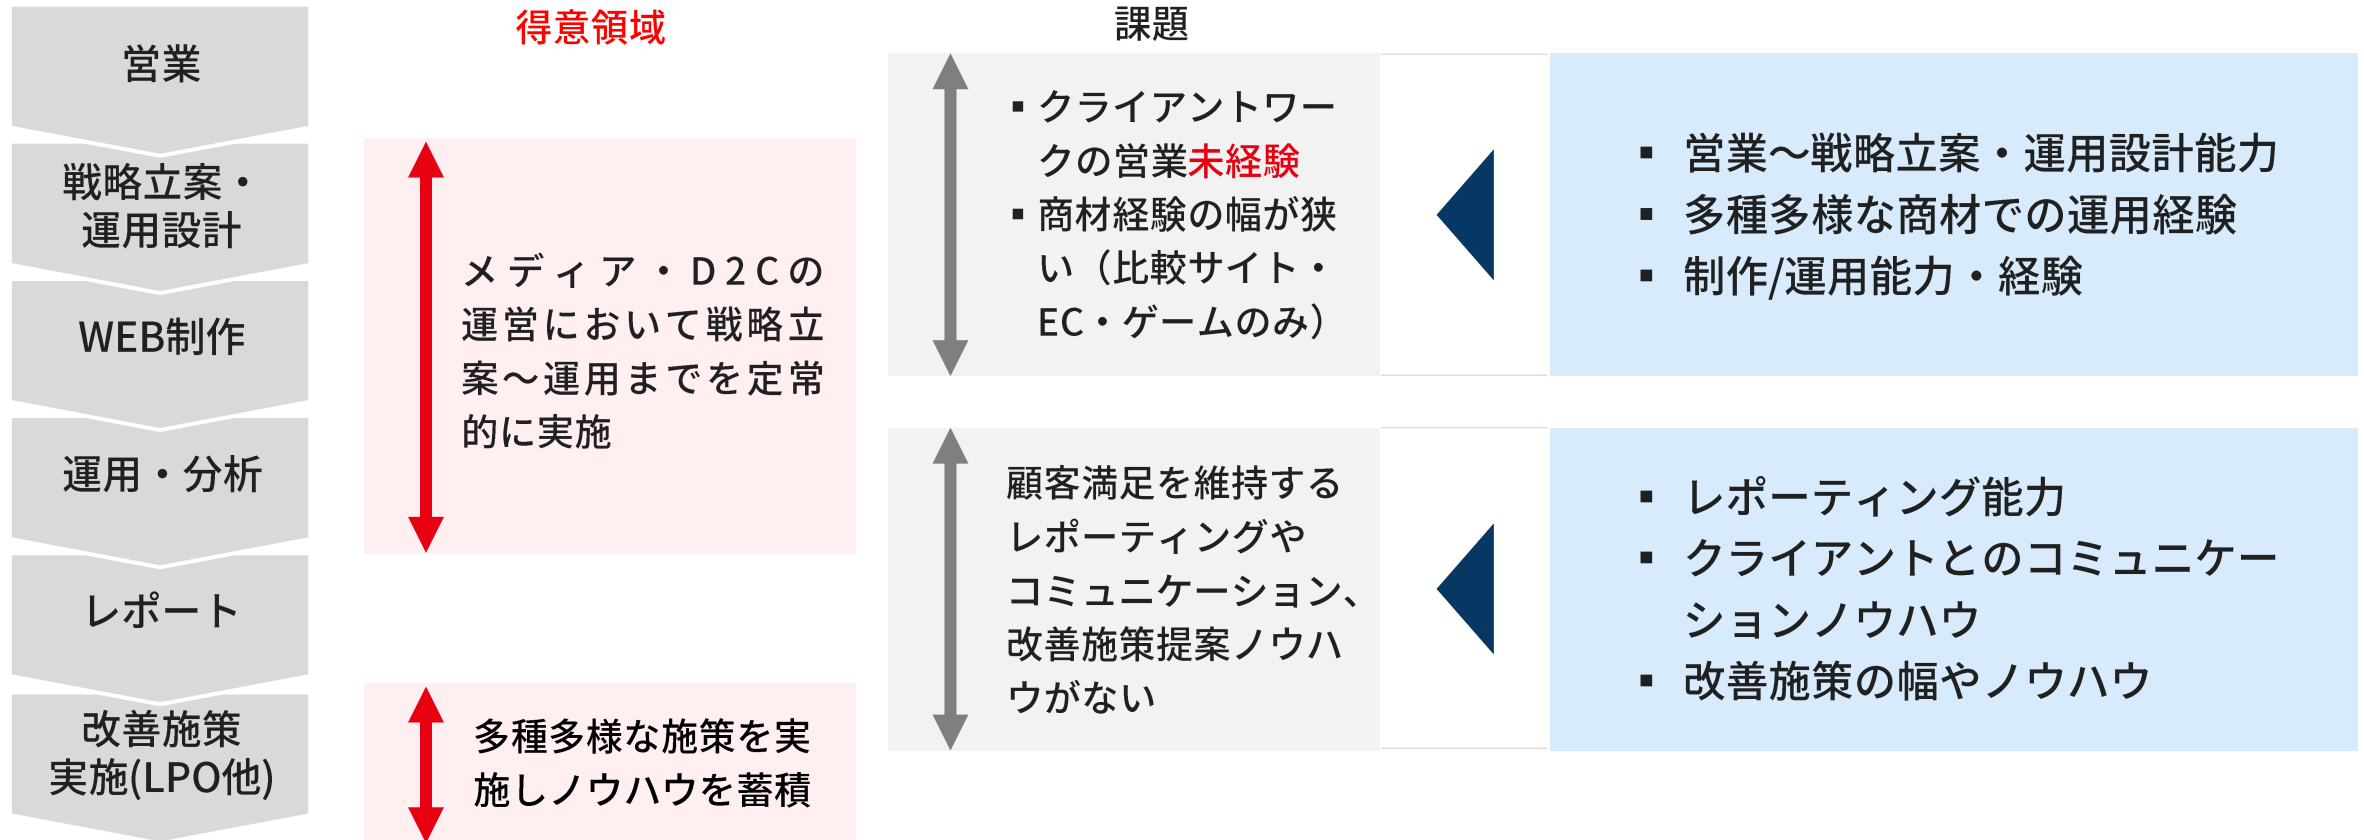 営業
戦略立案・
運用設計
WEB制作
運用・分析
レポート
改善施策
実施(LPO他)
得意領域
メディア・D2Cの
運営において戦略立
案～運用までを定常
的に実施
多種多様な施策を実
施しノウハウを蓄積
課題
▪ クライアントワー
クの営業未経験
▪ 商材経験の幅が狭
い（比較サイト・
EC・ゲームのみ）
顧客満足を維持する
レポーティングや
コミュニケーション、
改善施策提案ノウハ
ウがない
▪ 営業～戦略立案・運用設計能力
▪ 多種多様な商材での運用経験
▪ 制作/運用能力・経験
▪ レポーティング能力
▪ クライアントとのコミュニケー
ションノウハウ
▪ 改善施策の幅やノウハウ